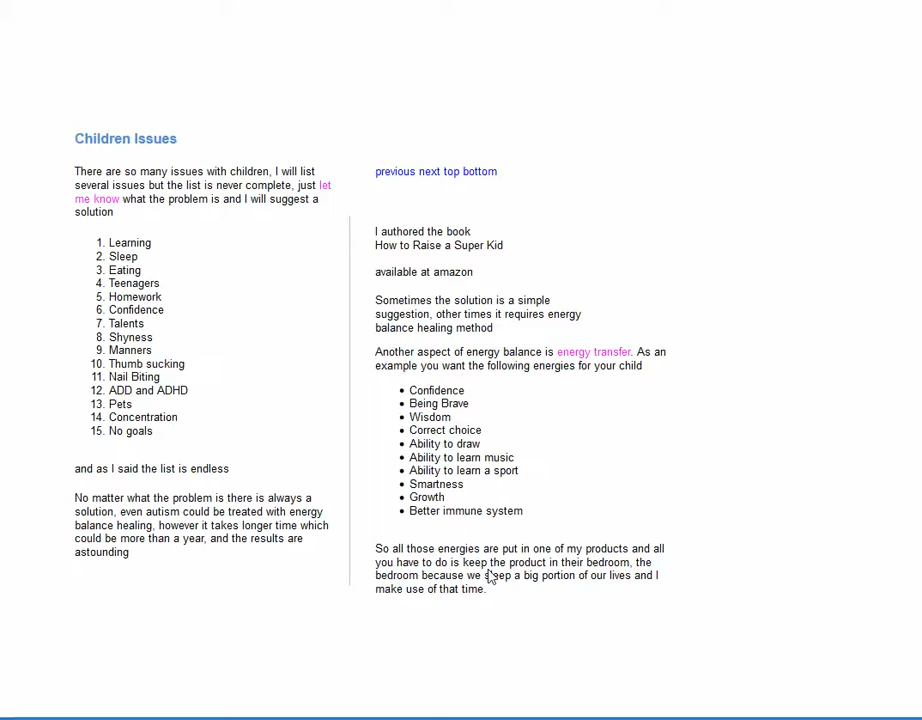 Children Issues
There are so many issues with children, I will list
several issues but the list is never complete, just let
me know what the problem is and I will suggest a
solution
1. Learning
2. Sleep
3. Eating
4. Teenagers
5. Homework
6. Confidence
7. Talents
8. Shyness
9. Manners
10. Thumb sucking
11. Nail Biting
12. ADD and ADHD
13. Pets
14. Concentration
15. No goals
and as I said the list is endless
No matter what the problem is there is always a
solution, even autism could be treated with energy
balance healing, however it takes longer time which
could be more than a year, and the results are
astounding
previous next top bottom
I authored the book
How to Raise a Super Kid
available at amazon
Sometimes the solution is a simple
suggestion, other times it requires energy
balance healing method
Another aspect of energy balance is energy transfer. As an
example you want the following energies for your child
• Confidence
• Being Brave
• Wisdom
• Correct choice
• Ability to draw
• Ability to learn music
• Ability to learn a sport
• Smartness
• Growth
• Better immune system
So all those energies are put in one of my products and all
you have to do is keep the product in their bedroom, the
bedroom because we sleep a big portion of our lives and I
make use of that time.